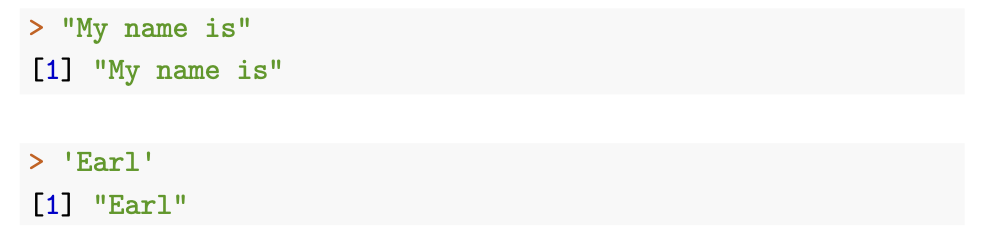 > "My name is"
[1] "My name is"
> 'Earl'
[1] "Earl"